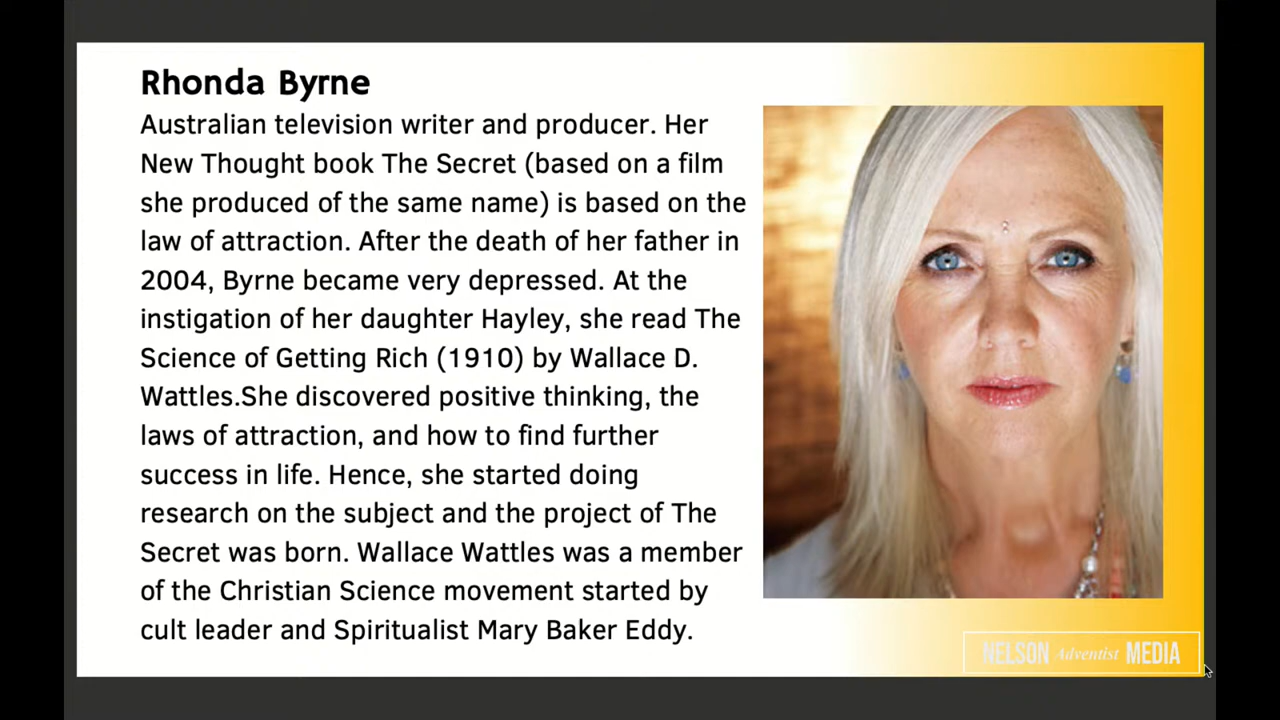 Rhonda Byrne
Australian television writer and producer. Her
New Thought book The Secret (based on a film
she produced of the same name) is based on the
law of attraction. After the death of her father in
2004, Byrne became very depressed. At the
instigation of her daughter Hayley, she read The
Science of Getting Rich (1910) by Wallace D.
Wattles.She discovered positive thinking, the
laws of attraction, and how to find further
success in life. Hence, she started doing
research on the subject and the project of The
Secret was born. Wallace Wattles was a member
of the Christian Science movement started by
cult leader and Spiritualist Mary Baker Eddy.
NELSON Adventist MEDIA